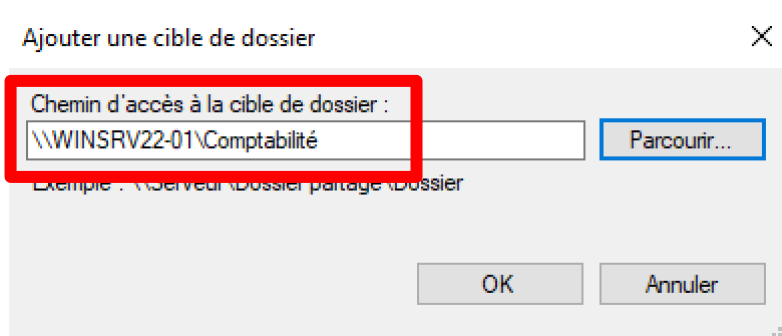 Ajouter une cible de dossier
Chemin d'accès à la cible de dossier :
\\WINSRV22-01\Comptabilité
Parcourir...
Exemple : \\Serveur\Dossier partagé\Dossier
OK
Annuler